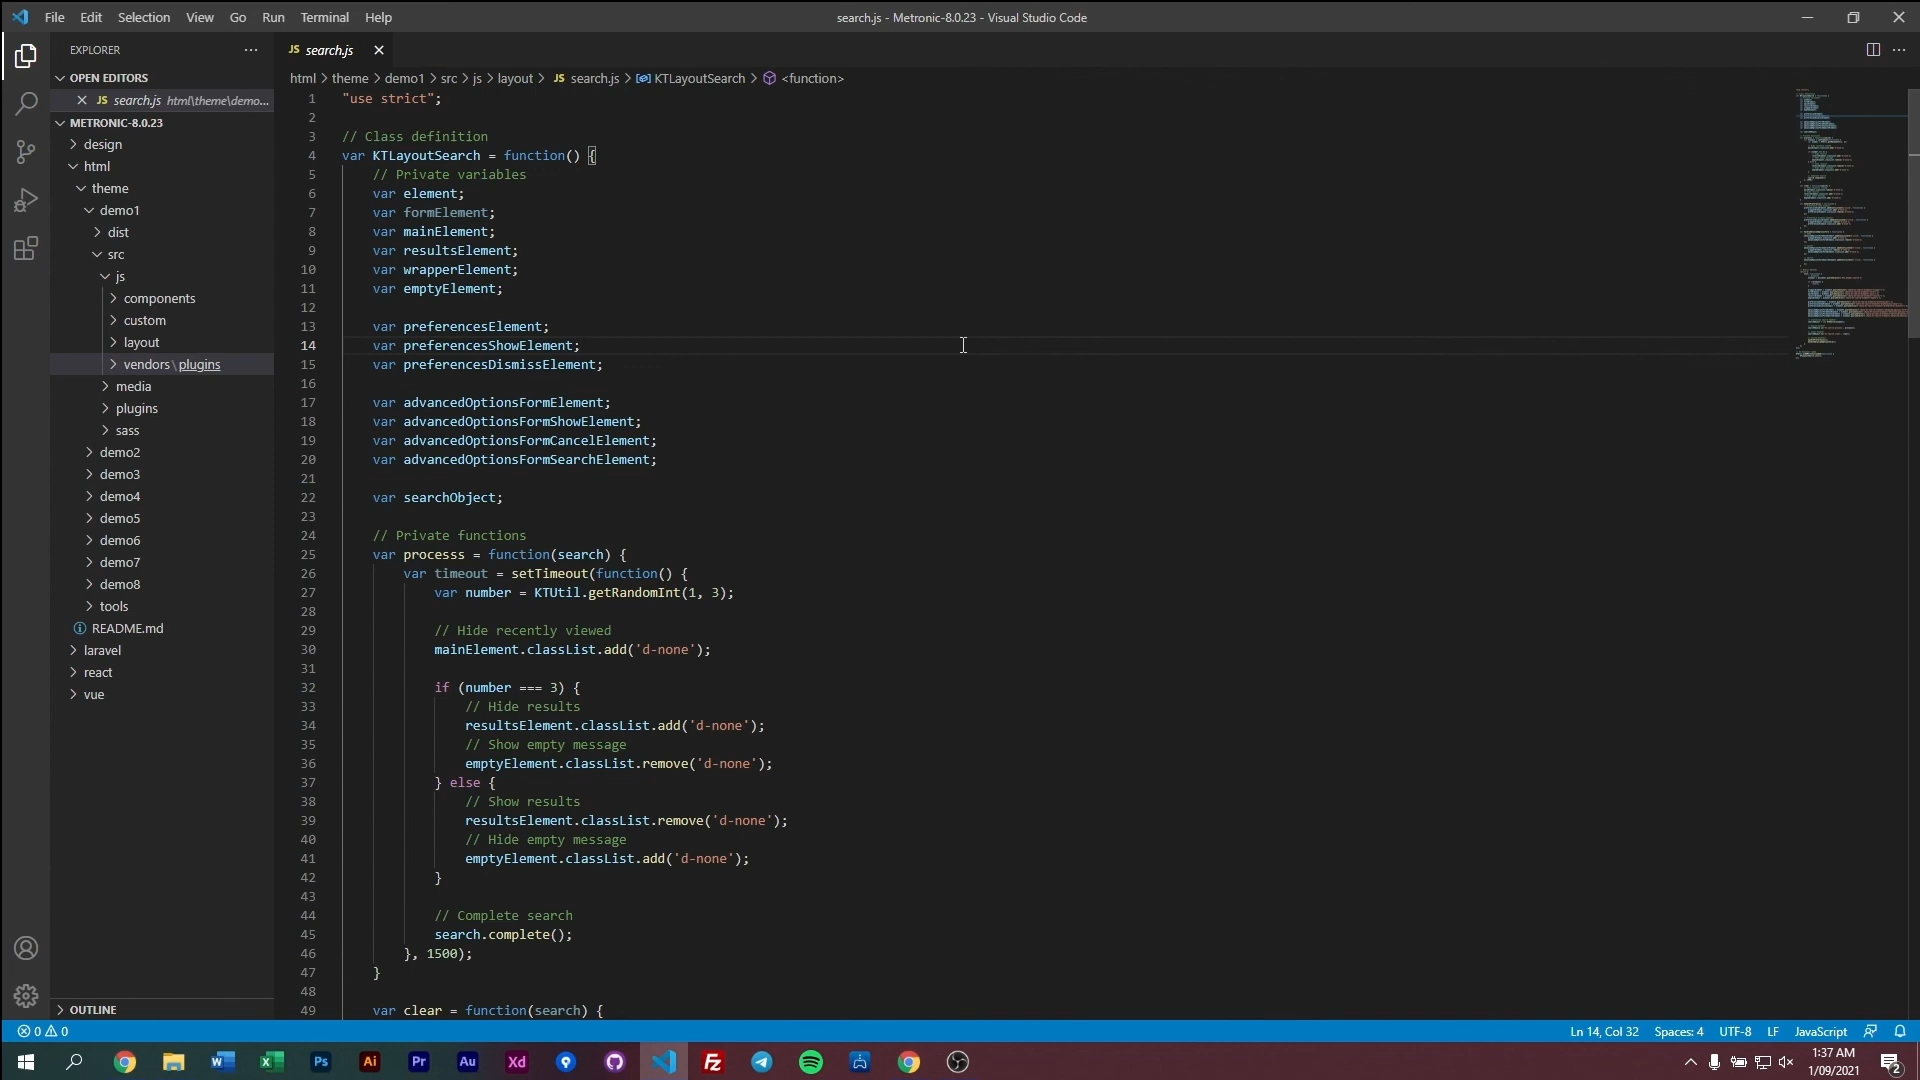 File Edit Selection View Go Run Terminal Help
search.js - Metronic-8.0.23 - Visual Studio Code
EXPLORER
OPEN EDITORS
JS search.js html\theme\demo...
METRONIC-8.0.23
design
html
theme
demo1
dist
src
js
components
custom
layout
vendors\plugins
media
plugins
sass
demo2
demo3
demo4
demo5
demo6
demo7
demo8
tools
README.md
laravel
react
vue
OUTLINE
JS search.js
html > theme > demo1 > src > js > layout > JS search.js > KTLayoutSearch > <function>
1 "use strict";
2
3 // Class definition
4 var KTLayoutSearch = function() {
5 // Private variables
6 var element;
7 var formElement;
8 var mainElement;
9 var resultsElement;
10 var wrapperElement;
11 var emptyElement;
12
13 var preferencesElement;
14 var preferencesShowElement;
15 var preferencesDismissElement;
16
17 var advancedOptionsFormElement;
18 var advancedOptionsFormShowElement;
19 var advancedOptionsFormCancelElement;
20 var advancedOptionsFormSearchElement;
21
22 var searchObject;
23
24 // Private functions
25 var processs = function(search) {
26 var timeout = setTimeout(function() {
27 var number = KTUtil.getRandomInt(1, 3);
28
29 // Hide recently viewed
30 mainElement.classList.add('d-none');
31
32 if (number === 3) {
33 // Hide results
34 resultsElement.classList.add('d-none');
35 // Show empty message
36 emptyElement.classList.remove('d-none');
37 } else {
38 // Show results
39 resultsElement.classList.remove('d-none');
40 // Hide empty message
41 emptyElement.classList.add('d-none');
42 }
43
44 // Complete search
45 search.complete();
46 }, 1500);
47 }
48
49 var clear = function(search) {
0 0
Ln 14, Col 32 Spaces: 4 UTF-8 LF JavaScript
Ps Ai Pr Au Xd
1:37 AM
1/09/2021
2